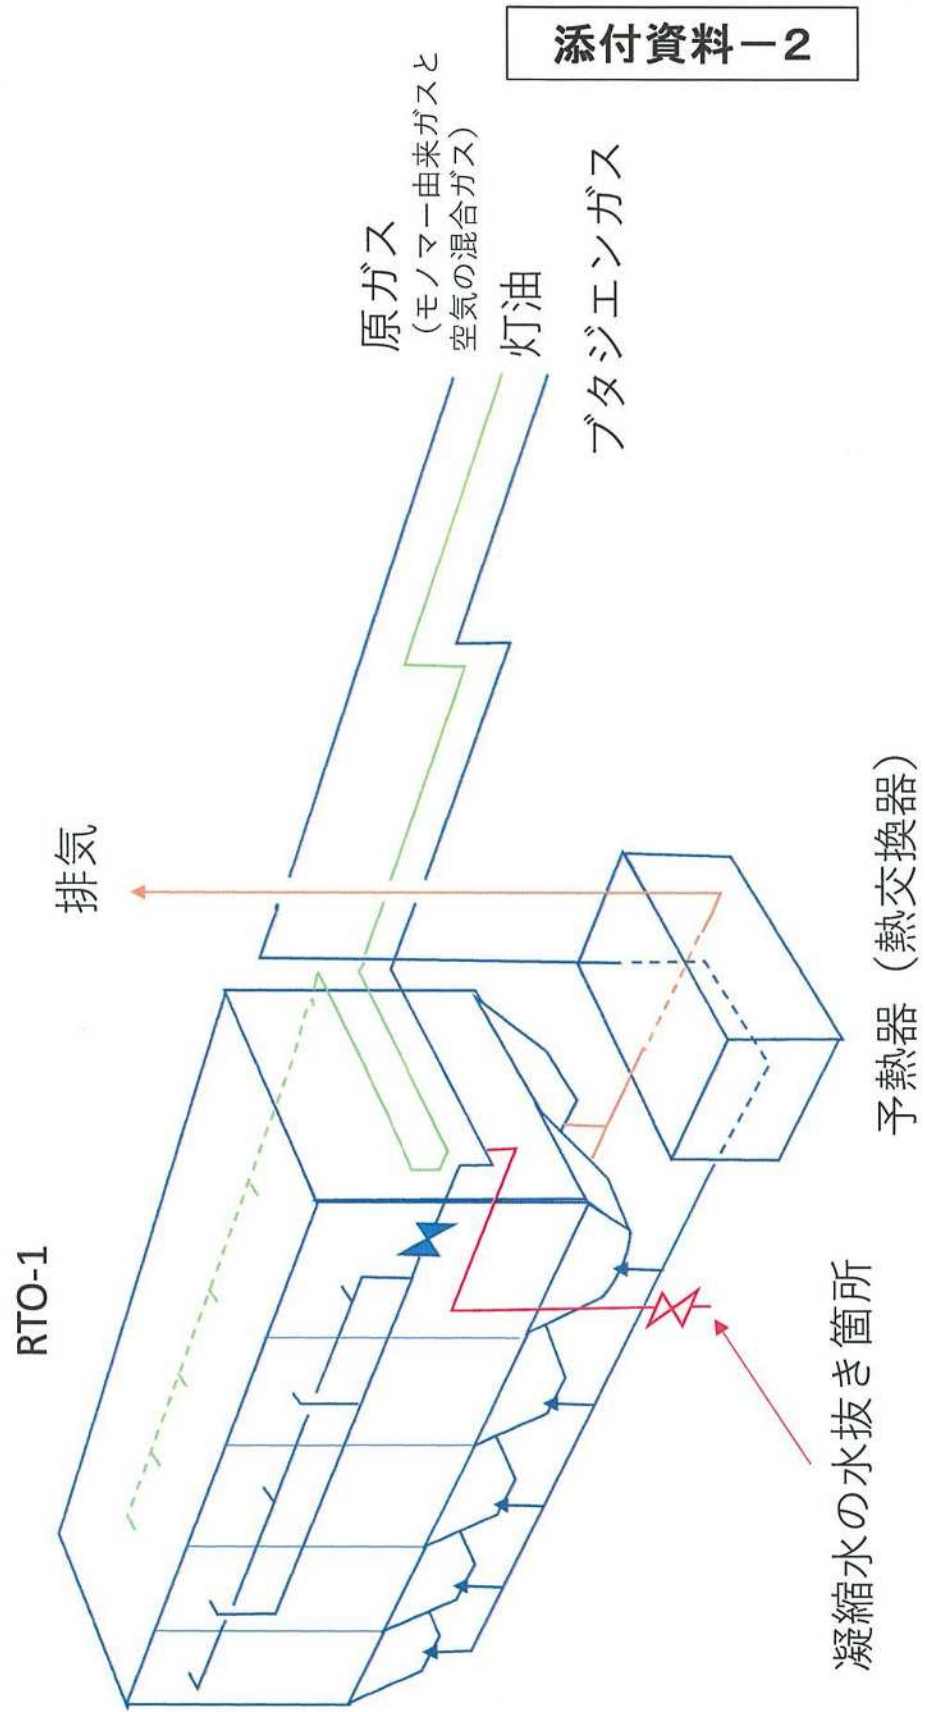 添付資料－2
RTO-1
排気
原ガス
（モノマー由来ガスと
空気の混合ガス）
灯油
ブタジエンガス
予熱器（熱交換器）
凝縮水の水抜き箇所